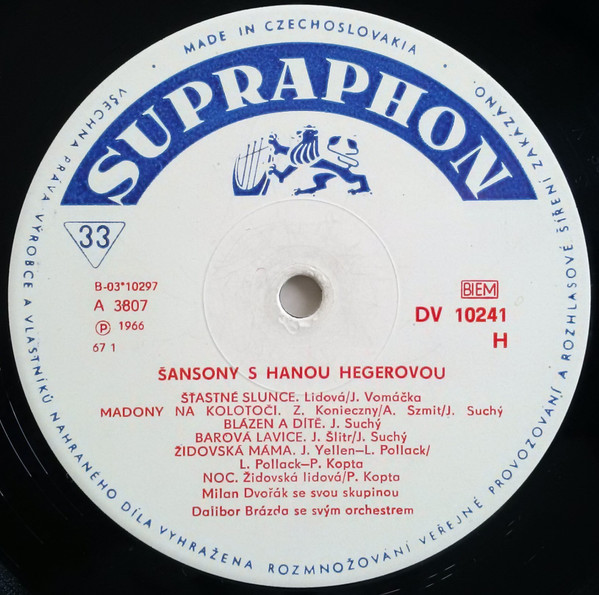 MADE IN CZECHOSLOVAKIA
SUPRAPHON
33
B-03*10297
A 3807
Ⓟ 1966
67 1
BIEM
DV 10241
H
ŠANSONY S HANOU HEGEROVOU
ŠŤASTNÉ SLUNCE. Lidová/J. Vomáčka
MADONY NA KOLOTOČI. Z. Konieczny/A. Szmit/J. Suchý
BLÁZEN A DÍTĚ. J. Suchý
BAROVÁ LAVICE. J. Šlitr/J. Suchý
ŽIDOVSKÁ MÁMA. J. Yellen–L. Pollack/
L. Pollack–P. Kopta
NOC. Židovská lidová/P. Kopta
Milan Dvořák se svou skupinou
Dalibor Brázda se svým orchestrem
VŠECHNA PRÁVA VÝROBCE A VLASTNÍKŮ NAHRANÉHO DÍLA VYHRAŽENA ROZMNOŽOVÁNÍ VEŘEJNÉ PROVOZOVÁNÍ A ROZHLASOVÉ ŠÍŘENÍ ZAKÁZÁNO.